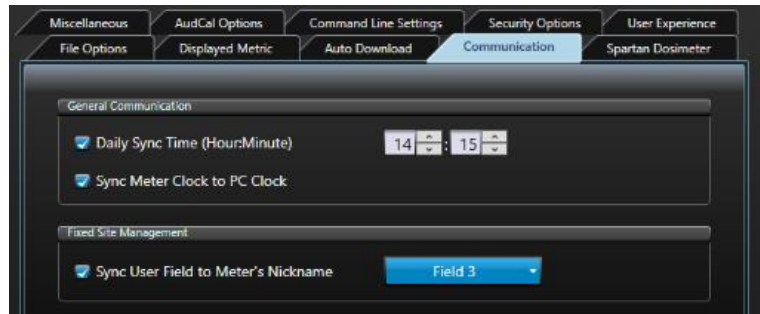 Miscellaneous AudCal Options Command Line Settings Security Options User Experience
File Options Displayed Metric Auto Download Communication Spartan Dosimeter
General Communication
Daily Sync Time (Hour:Minute) 14 : 15
Sync Meter Clock to PC Clock
Fixed Site Management
Sync User Field to Meter's Nickname Field 3